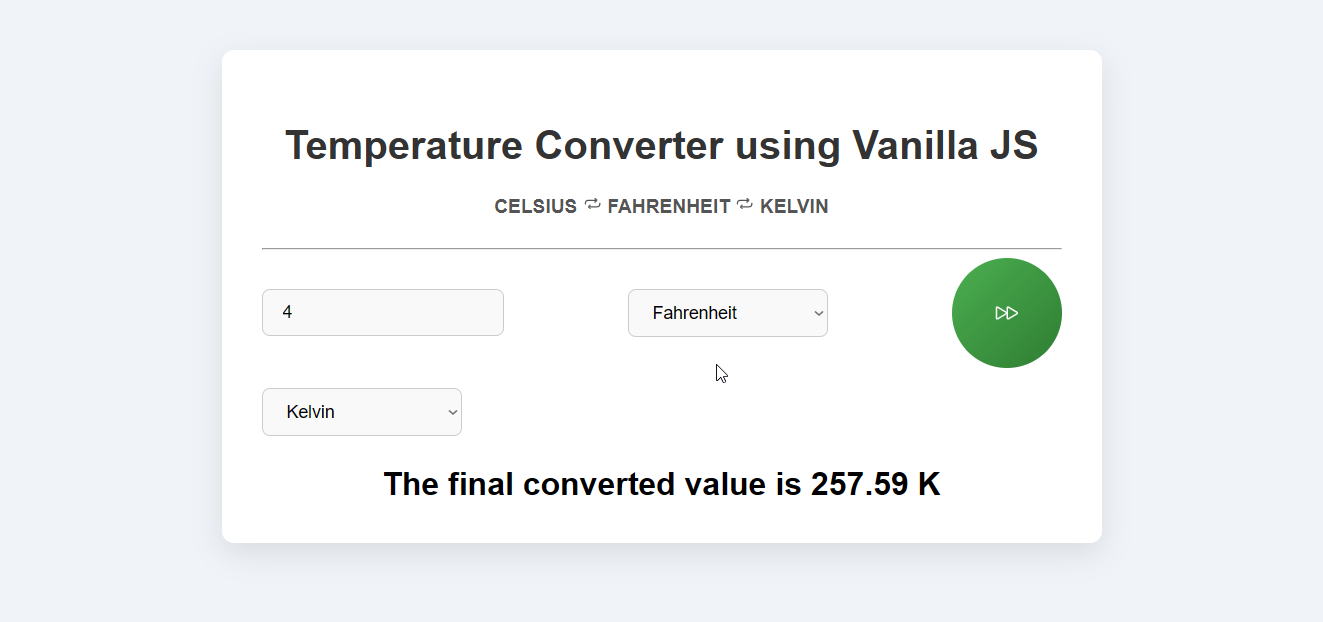 Temperature Converter using Vanilla JS
CELSIUS FAHRENHEIT KELVIN
4
Fahrenheit
Kelvin
The final converted value is 257.59 K